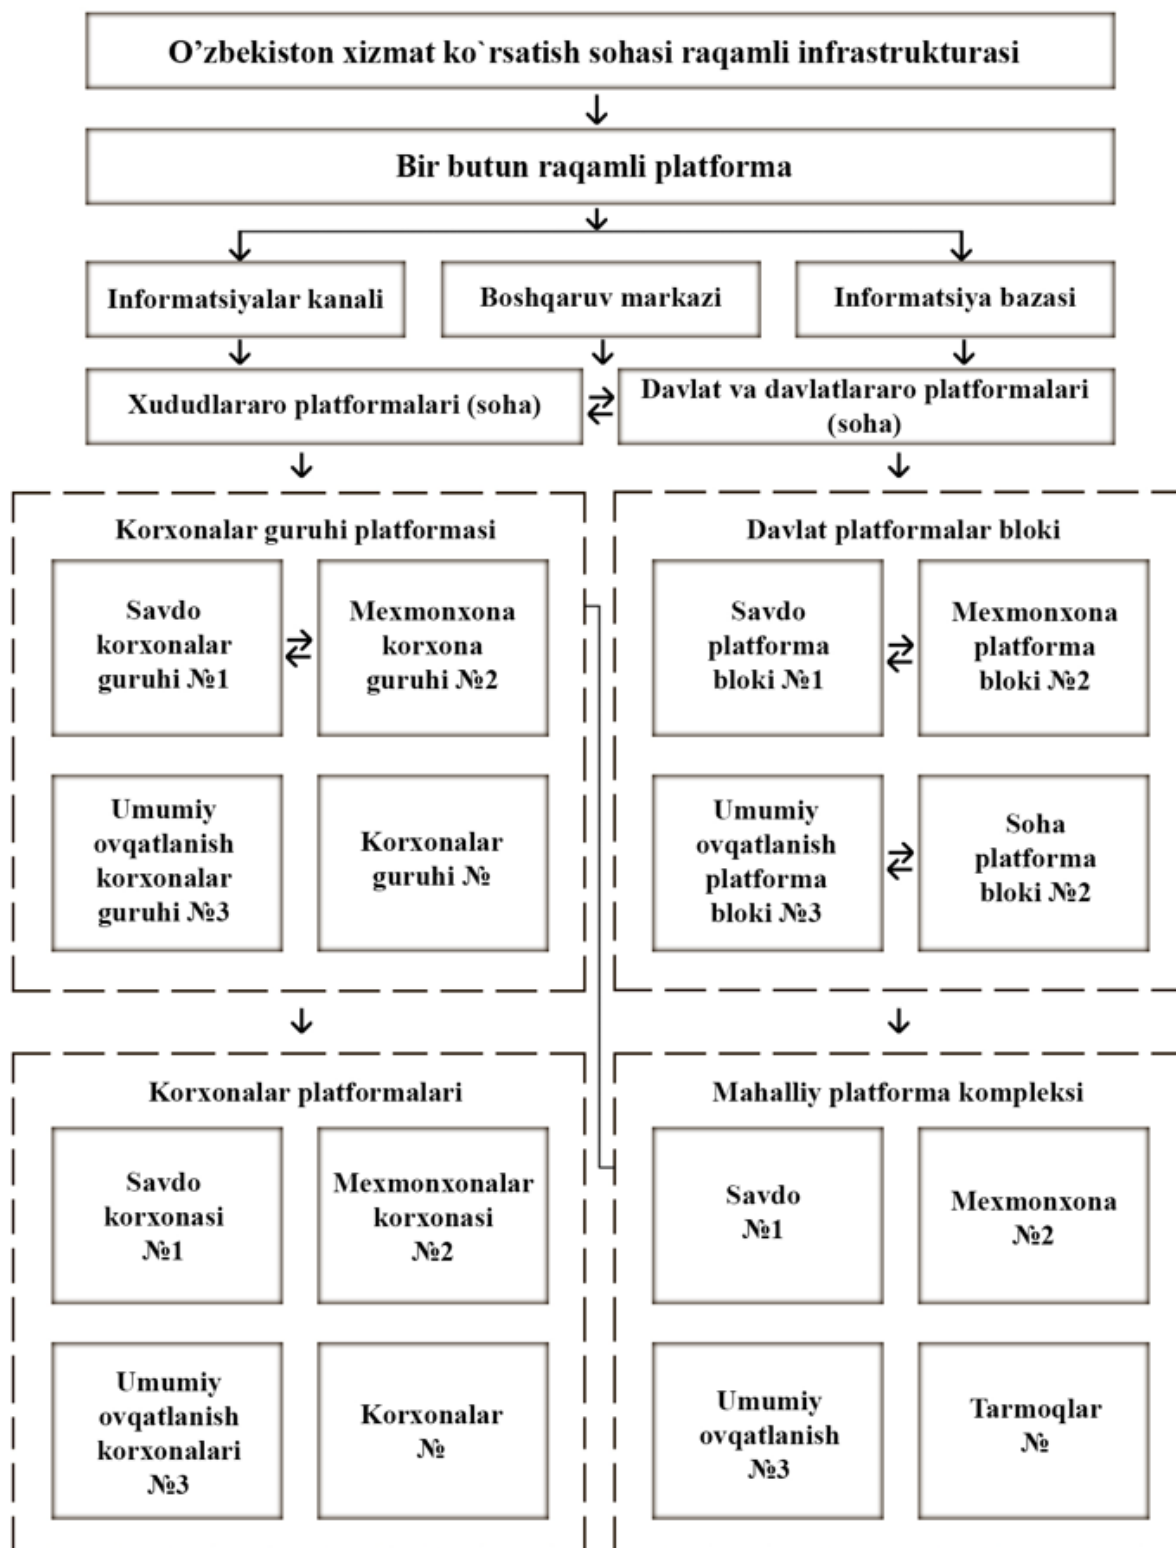 O’zbekiston xizmat ko`rsatish sohasi raqamli infrastrukturasi
Bir butun raqamli platforma
Informatsiyalar kanali
Boshqaruv markazi
Informatsiya bazasi
Xududlararo platformalari (soha)
Davlat va davlatlararo platformalari
(soha)
Korxonalar guruhi platformasi
Savdo
korxonalar
guruhi №1
Mexmonxona
korxona
guruhi №2
Umumiy
ovqatlanish
korxonalar
guruhi №3
Korxonalar
guruhi №
Davlat platformalar bloki
Savdo
platforma
bloki №1
Mexmonxona
platforma
bloki №2
Umumiy
ovqatlanish
platforma
bloki №3
Soha
platforma
bloki №2
Korxonalar platformalari
Savdo
korxonasi
№1
Mexmonxonalar
korxonasi
№2
Umumiy
ovqatlanish
korxonalari
№3
Korxonalar
№
Mahalliy platforma kompleksi
Savdo
№1
Mexmonxona
№2
Umumiy
ovqatlanish
№3
Tarmoqlar
№